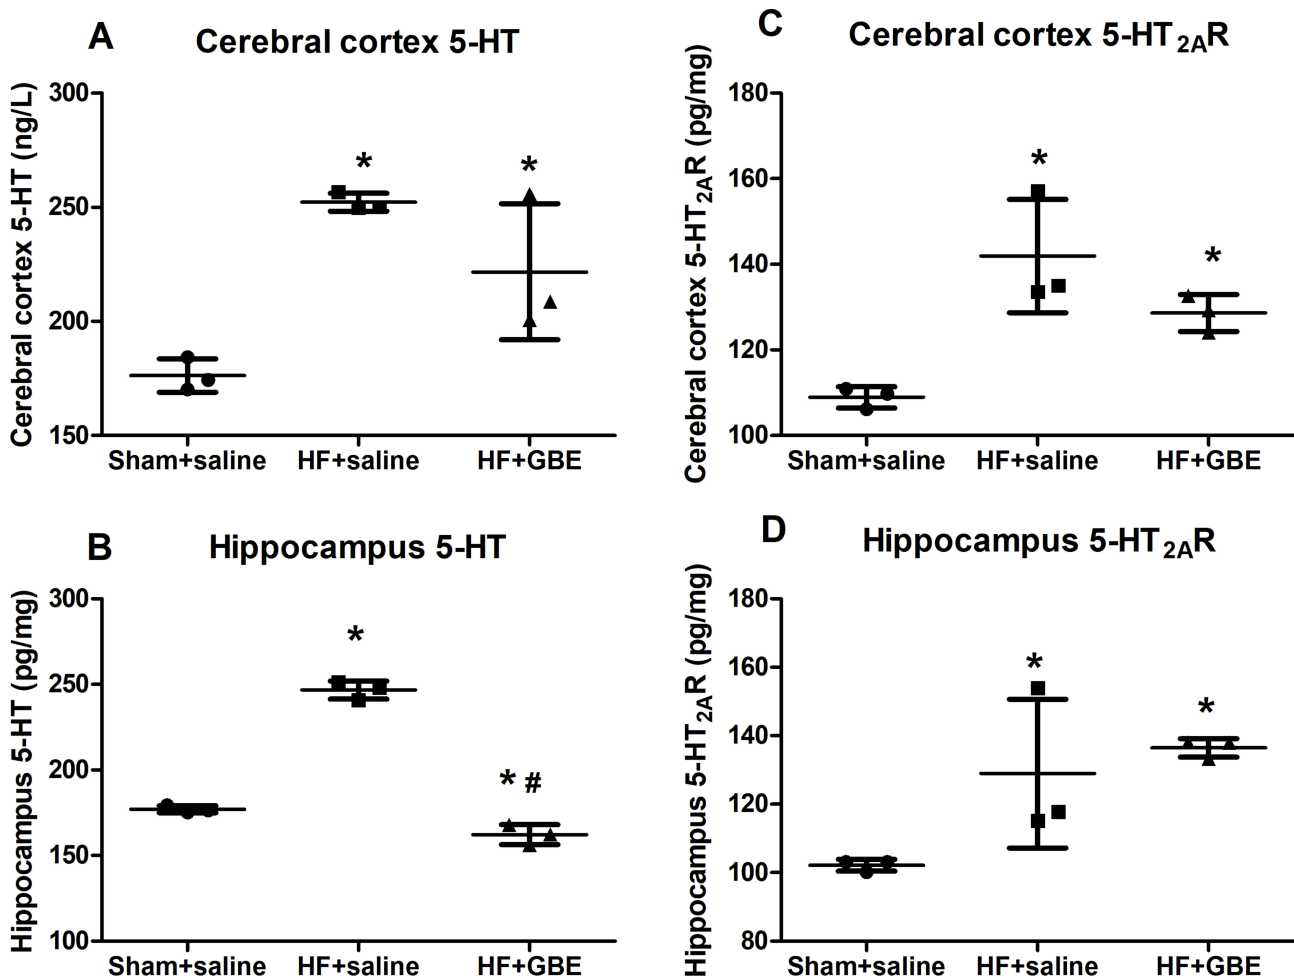 A
Cerebral cortex 5-HT
Cerebral cortex 5-HT (ng/L)
300
250
200
150
*
*
Sham+saline HF+saline HF+GBE
C
Cerebral cortex 5-HT2AR
Cerebral cortex 5-HT2AR (pg/mg)
180
160
140
120
100
*
*
Sham+saline HF+saline HF+GBE
B
Hippocampus 5-HT
Hippocampus 5-HT (pg/mg)
300
250
200
150
100
*
* #
Sham+saline HF+saline HF+GBE
D
Hippocampus 5-HT2AR
Hippocampus 5-HT2AR (pg/mg)
180
160
140
120
100
80
*
*
Sham+saline HF+saline HF+GBE